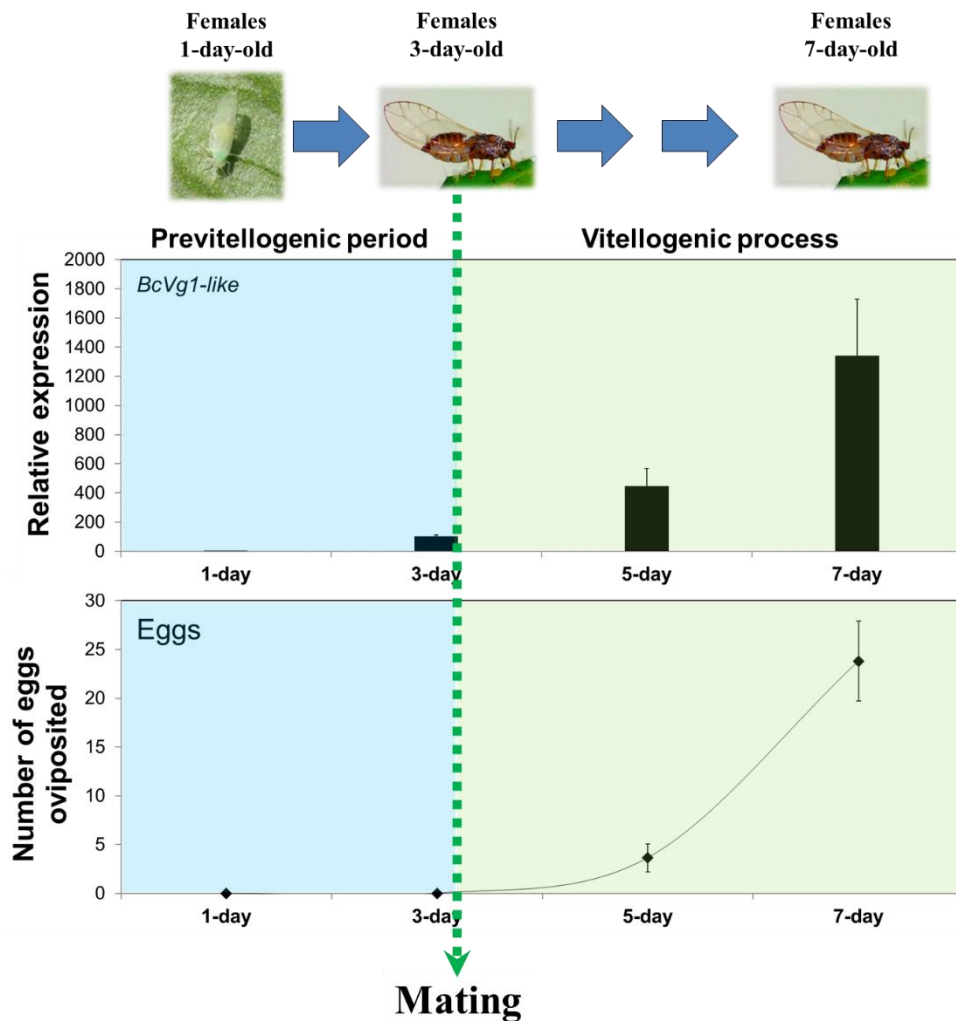 Females
1-day-old
Females
3-day-old
Females
7-day-old
Previtellogenic period
Vitellogenic process
Relative expression
2000
1800
1600
1400
1200
1000
800
600
400
200
0
BcVg1-like
1-day
3-day
5-day
7-day
Number of eggs
oviposited
30
25
20
15
10
5
0
Eggs
1-day
3-day
5-day
7-day
Mating